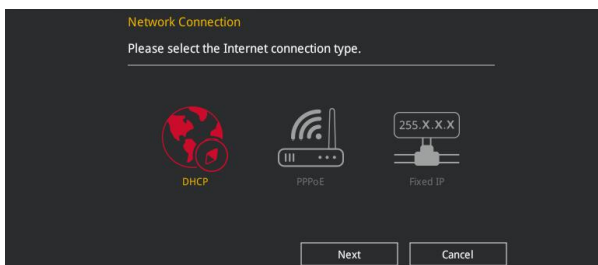 Network Connection
Please select the Internet connection type.
255.X.X.X
DHCP
PPPoE
Fixed IP
Next
Cancel